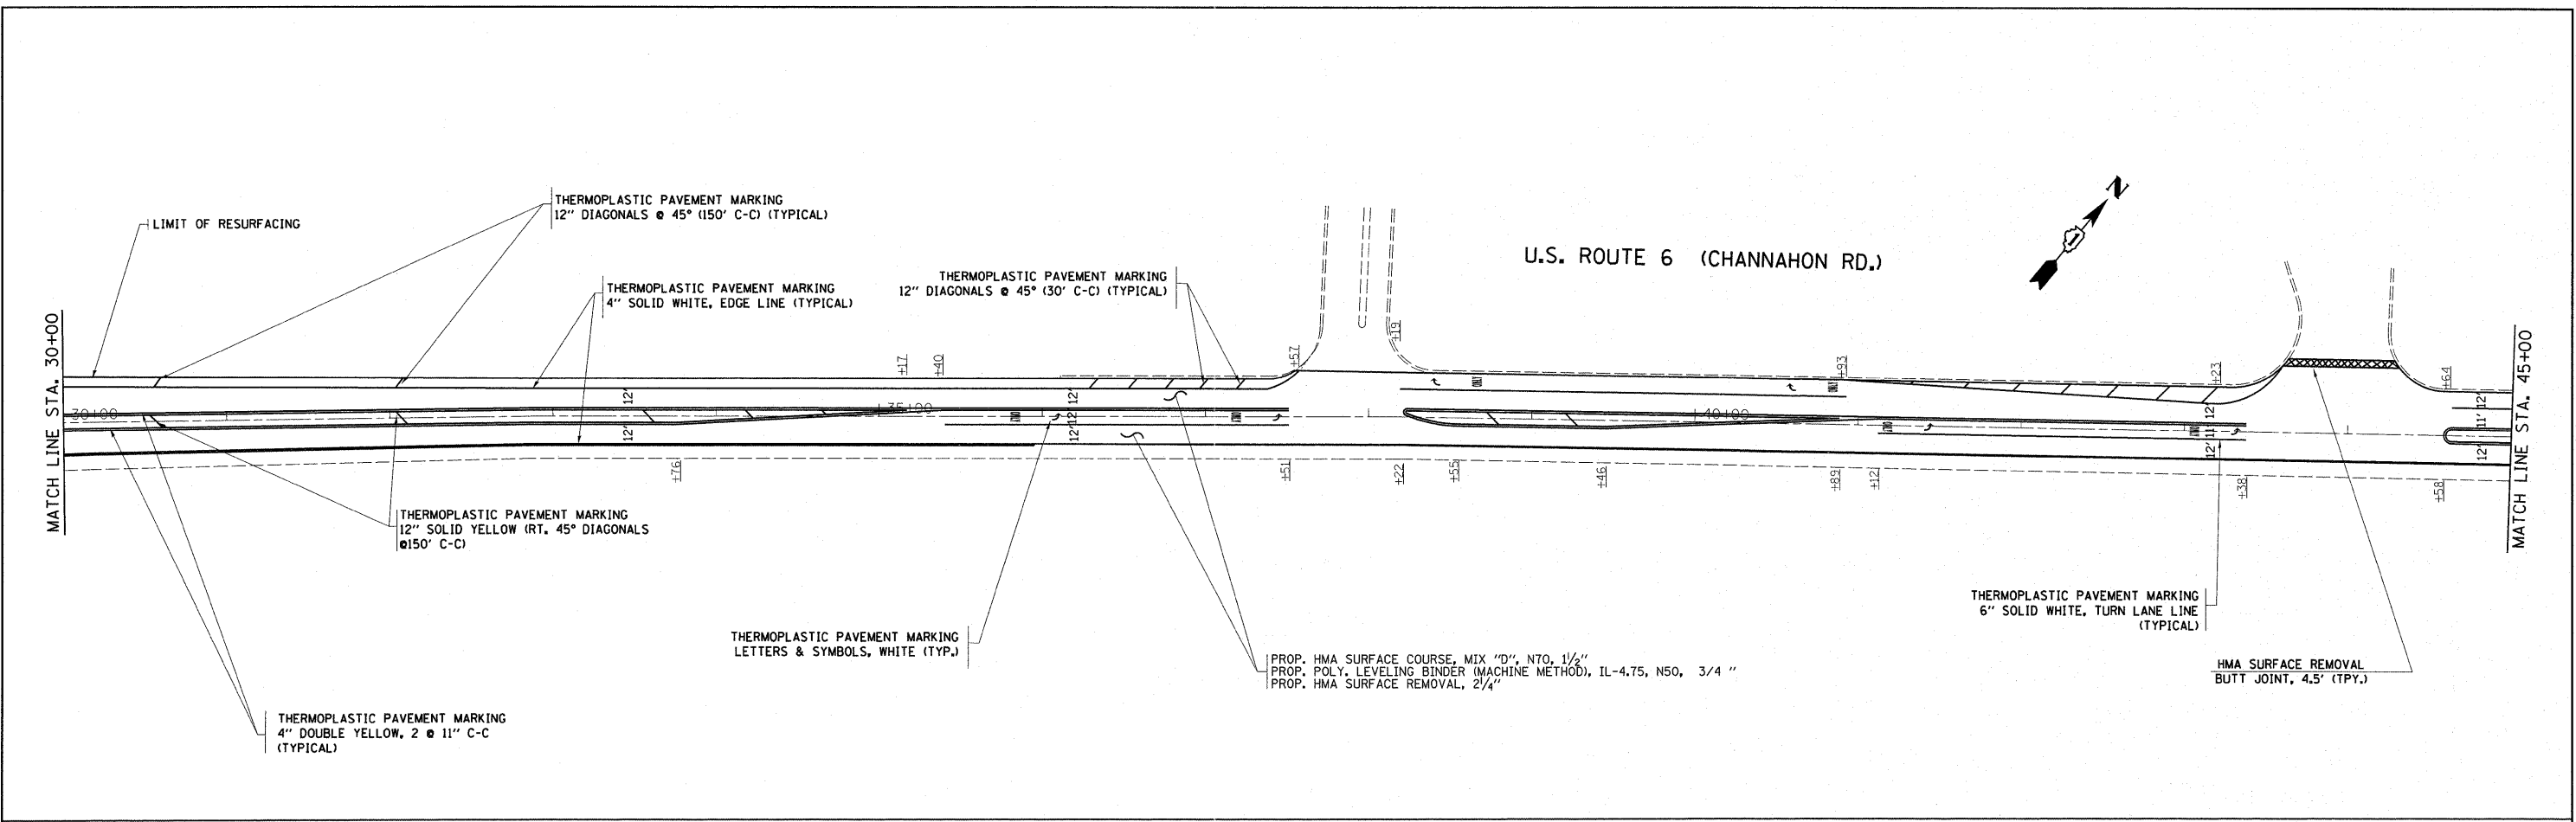 THERMOPLASTIC PAVEMENT MARKING
12" DIAGONALS @ 45° (150' C-C) (TYPICAL)
LIMIT OF RESURFACING
N
U.S. ROUTE 6 (CHANNAHON RD.)
THERMOPLASTIC PAVEMENT MARKING
12" DIAGONALS @ 45° (30' C-C) (TYPICAL)
THERMOPLASTIC PAVEMENT MARKING
4" SOLID WHITE, EDGE LINE (TYPICAL)
MATCH LINE STA. 30+00
MATCH LINE STA. 45+00
+17
+40
+57
+19
+93
+23
+64
30+00
35+00
40+00
12'
12'
12'
12'
12'
12'
11'
12'
12'
11'
12'
ONLY
ONLY
ONLY
ONLY
ONLY
ONLY
+76
+51
+22
+55
+46
+89
+12
+38
+58
THERMOPLASTIC PAVEMENT MARKING
12" SOLID YELLOW (RT. 45° DIAGONALS
@150' C-C)
THERMOPLASTIC PAVEMENT MARKING
6" SOLID WHITE, TURN LANE LINE
(TYPICAL)
THERMOPLASTIC PAVEMENT MARKING
LETTERS & SYMBOLS, WHITE (TYP.)
PROP. HMA SURFACE COURSE, MIX "D", N70, 1½"
PROP. POLY. LEVELING BINDER (MACHINE METHOD), IL-4.75, N50, 3/4 "
PROP. HMA SURFACE REMOVAL, 2¼"
HMA SURFACE REMOVAL
BUTT JOINT, 4.5' (TPY.)
THERMOPLASTIC PAVEMENT MARKING
4" DOUBLE YELLOW, 2 @ 11" C-C
(TYPICAL)